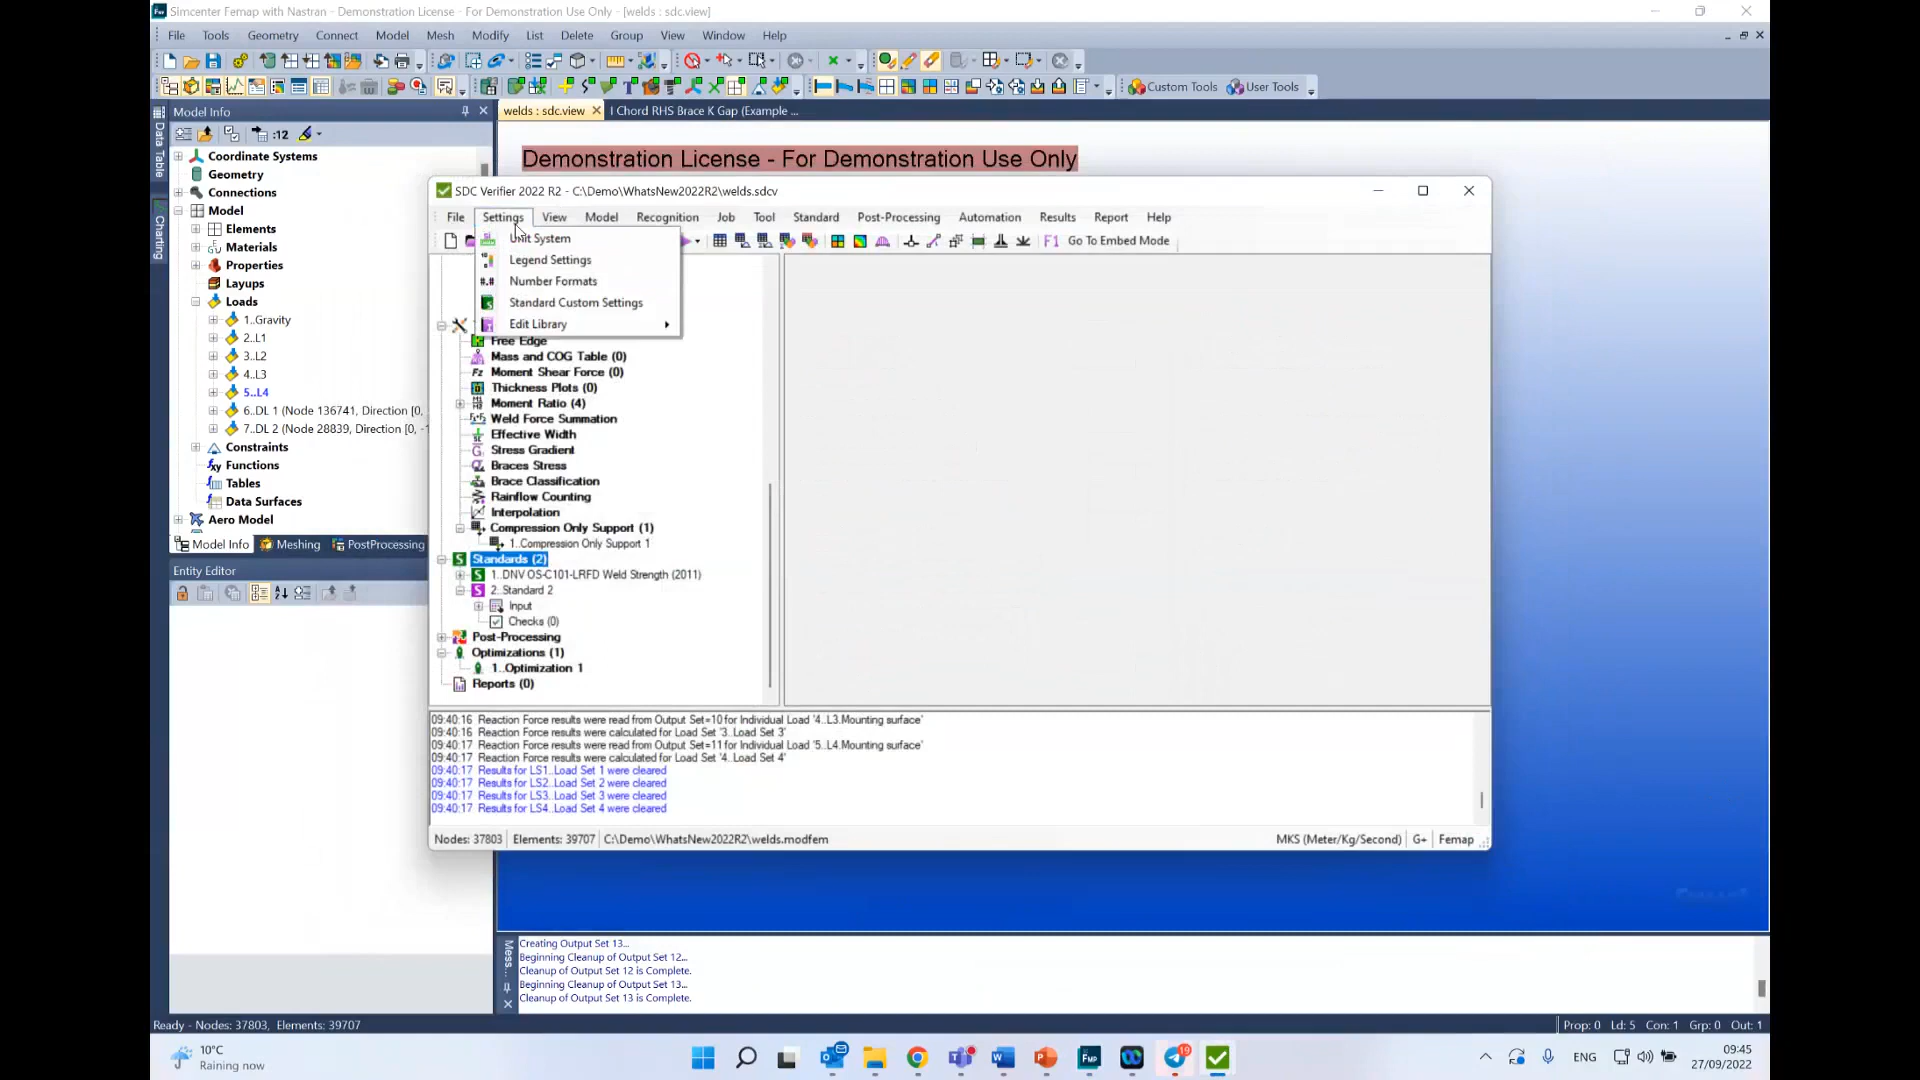 Simcenter Femap with Nastran - Demonstration License - For Demonstration Use Only - [welds : sdc.view]
File Tools Geometry Connect Model Mesh Modify List Delete Group View Window Help
Custom Tools User Tools
Model Info
welds : sdc.view I Chord RHS Brace K Gap (Example ...
:12
Data Table
Charting
Demonstration License - For Demonstration Use Only
Coordinate Systems
Geometry
Connections
Model
Elements
Materials
Properties
Layups
Loads
1..Gravity
2..L1
3..L2
4..L3
5..L4
6..DL 1 (Node 136741, Direction [0,
7..DL 2 (Node 28839, Direction [0, -1
Constraints
Functions
Tables
Data Surfaces
Aero Model
Model Info Meshing PostProcessing
Entity Editor
SDC Verifier 2022 R2 - C:\Demo\WhatsNew2022R2\welds.sdcv
File Settings View Model Recognition Job Tool Standard Post-Processing Automation Results Report Help
F1 Go To Embed Mode
Unit System
Legend Settings
Number Formats
Standard Custom Settings
Edit Library
Free Edge
Mass and COG Table (0)
Moment Shear Force (0)
Thickness Plots (0)
Moment Ratio (4)
Weld Force Summation
Effective Width
Stress Gradient
Braces Stress
Brace Classification
Rainflow Counting
Interpolation
Compression Only Support (1)
1..Compression Only Support 1
Standards (2)
1..DNV OS-C101-LRFD Weld Strength (2011)
2..Standard 2
Input
Checks (0)
Post-Processing
Optimizations (1)
1..Optimization 1
Reports (0)
09:40:16 Reaction Force results were read from Output Set=10 for Individual Load '4..L3.Mounting surface'
09:40:16 Reaction Force results were calculated for Load Set '3..Load Set 3'
09:40:17 Reaction Force results were read from Output Set=11 for Individual Load '5..L4.Mounting surface'
09:40:17 Reaction Force results were calculated for Load Set '4..Load Set 4'
09:40:17 Results for LS1..Load Set 1 were cleared
09:40:17 Results for LS2..Load Set 2 were cleared
09:40:17 Results for LS3..Load Set 3 were cleared
09:40:17 Results for LS4..Load Set 4 were cleared
Nodes: 37803 Elements: 39707 C:\Demo\WhatsNew2022R2\welds.modfem MKS (Meter/Kg/Second) G+ Femap
Mess...
Creating Output Set 13...
Beginning Cleanup of Output Set 12...
Cleanup of Output Set 12 is Complete.
Beginning Cleanup of Output Set 13...
Cleanup of Output Set 13 is Complete.
Ready - Nodes: 37803, Elements: 39707
Prop: 0 Ld: 5 Con: 1 Grp: 0 Out: 1
10°C
Raining now
19
ENG
09:45
27/09/2022